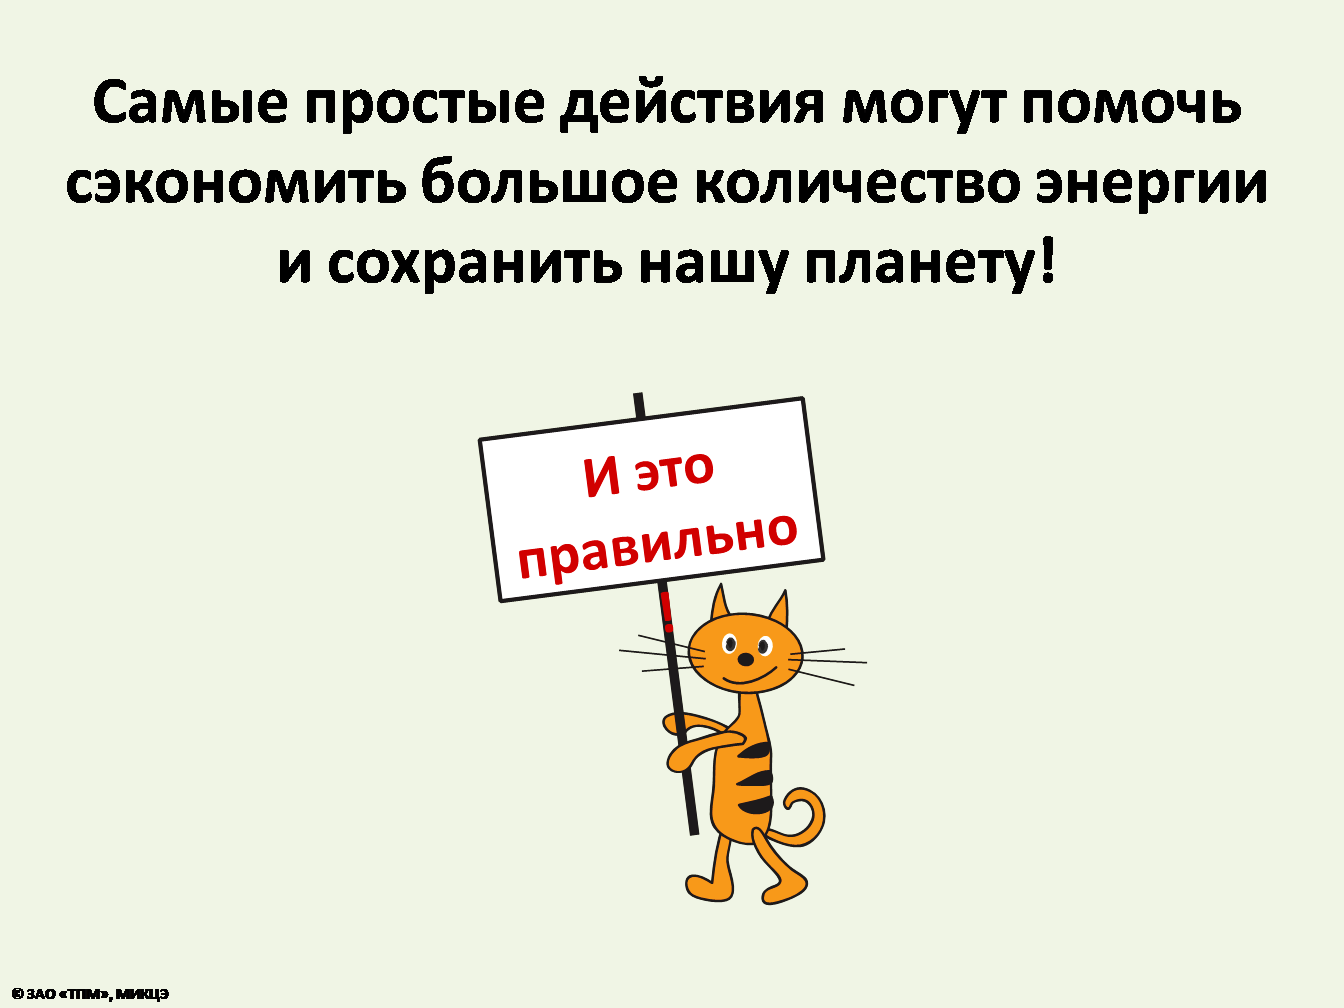 Самые простые действия могут помочь
сэкономить большое количество энергии
и сохранить нашу планету!
И это
правильно
!
© ЗАО «ТПМ», МИКЦЭ